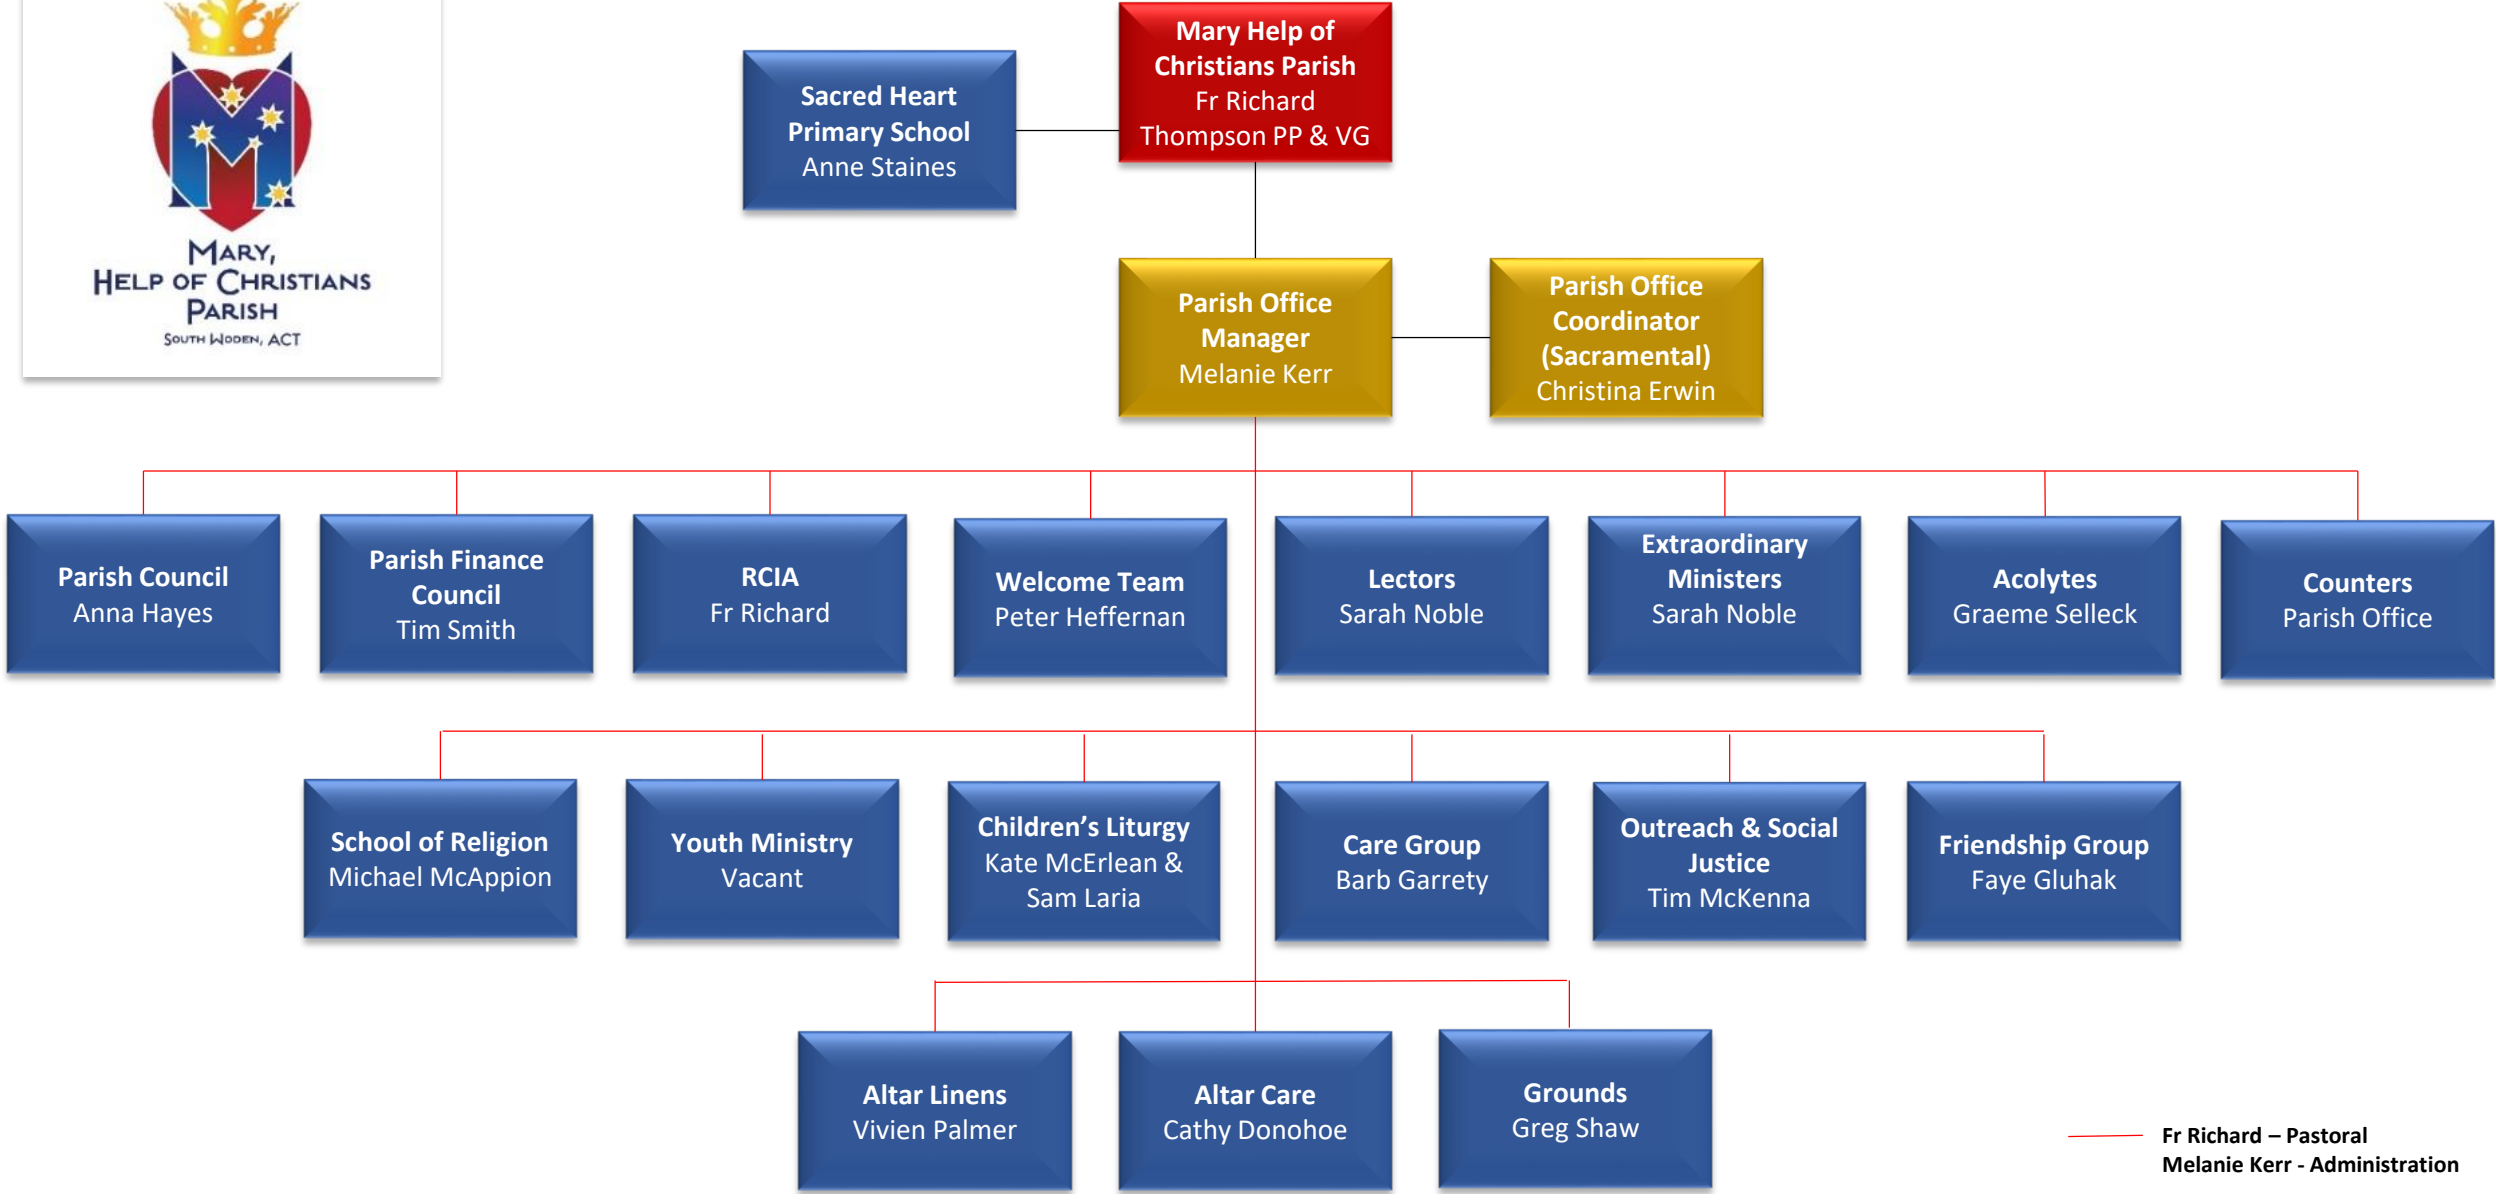 MARY,
HELP OF CHRISTIANS
PARISH
SOUTH WODEN, ACT
Mary Help of
Christians Parish
Fr Richard
Thompson PP & VG
Sacred Heart
Primary School
Anne Staines
Parish Office
Manager
Melanie Kerr
Parish Office
Coordinator
(Sacramental)
Christina Erwin
Parish Council
Anna Hayes
Parish Finance
Council
Tim Smith
RCIA
Fr Richard
Welcome Team
Peter Heffernan
Lectors
Sarah Noble
Extraordinary
Ministers
Sarah Noble
Acolytes
Graeme Selleck
Counters
Parish Office
School of Religion
Michael McAppion
Youth Ministry
Vacant
Children’s Liturgy
Kate McErlean &
Sam Laria
Care Group
Barb Garrety
Outreach & Social
Justice
Tim McKenna
Friendship Group
Faye Gluhak
Altar Linens
Vivien Palmer
Altar Care
Cathy Donohoe
Grounds
Greg Shaw
Fr Richard – Pastoral
Melanie Kerr - Administration